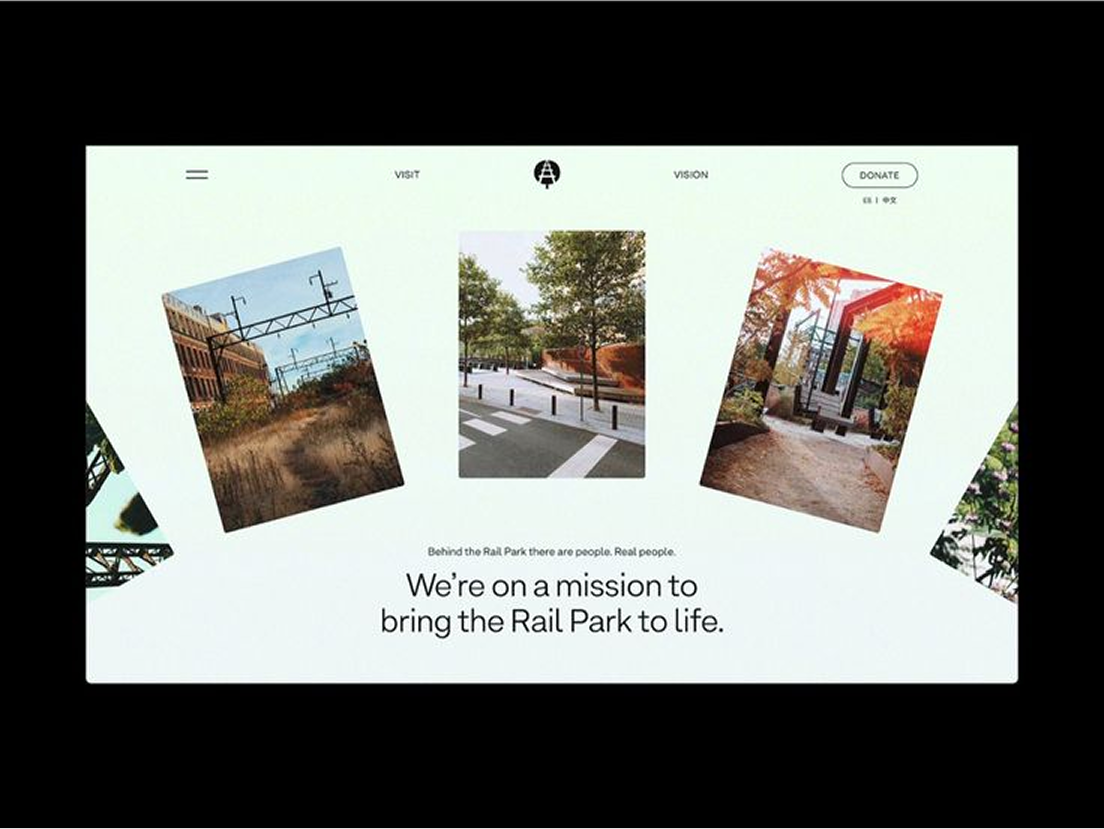 VISIT
VISION
DONATE
ES | 中文
Behind the Rail Park there are people. Real people.
We're on a mission to
bring the Rail Park to life.